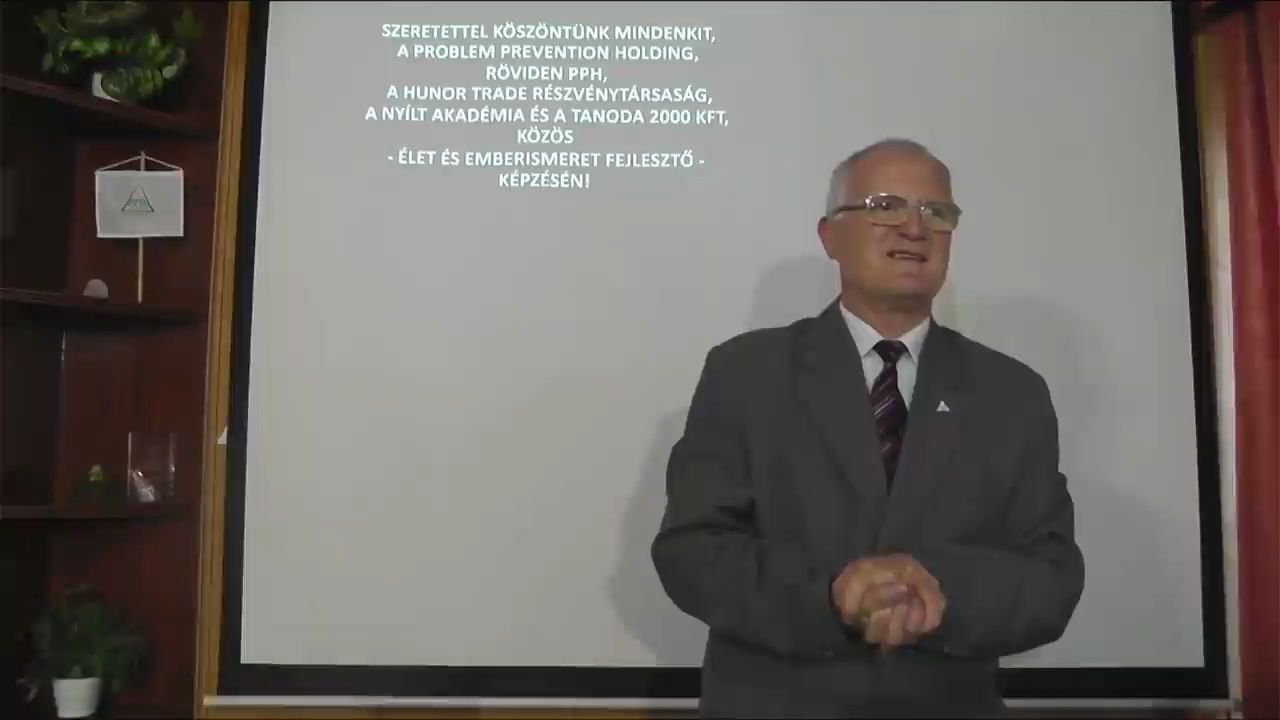 SZERETETTEL KÖSZÖNTÜNK MINDENKIT,
A PROBLEM PREVENTION HOLDING,
RÖVIDEN PPH,
A HUNOR TRADE RÉSZVÉNYTÁRSASÁG,
A NYÍLT AKADÉMIA ÉS A TANODA 2000 KFT,
KÖZÖS
- ÉLET ÉS EMBERISMERET FEJLESZTŐ -
KÉPZÉSÉN!